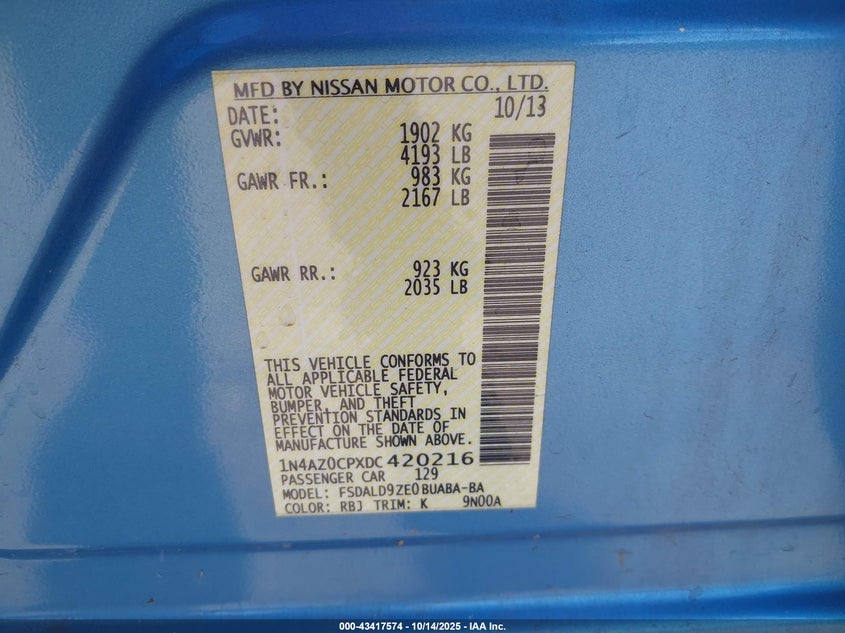 MFD BY NISSAN MOTOR CO., LTD.
DATE: 10/13
GVWR: 1902 KG
4193 LB
GAWR FR.: 983 KG
2167 LB
GAWR RR.: 923 KG
2035 LB
THIS VEHICLE CONFORMS TO
ALL APPLICABLE FEDERAL
MOTOR VEHICLE SAFETY,
BUMPER, AND THEFT
PREVENTION STANDARDS IN
EFFECT ON THE DATE OF
MANUFACTURE SHOWN ABOVE.
1N4AZ0CPXDC 420216
PASSENGER CAR 129
MODEL: FSDALD9ZE0BUABA-BA
COLOR: RBJ TRIM: K 9N00A
000-43417574 - 10/14/2025 - IAA Inc.